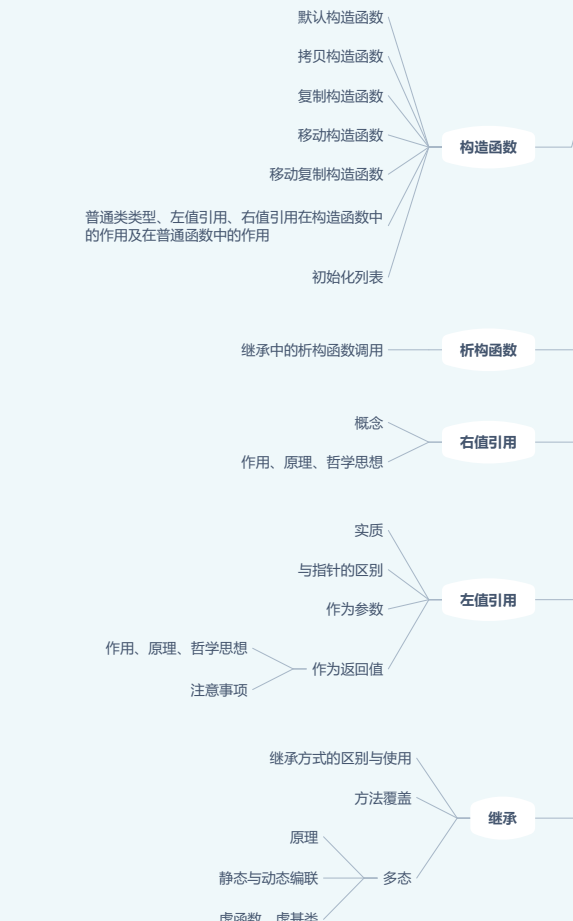 默认构造函数
拷贝构造函数
复制构造函数
移动构造函数
构造函数
移动复制构造函数
普通类类型、左值引用、右值引用在构造函数中
的作用及在普通函数中的作用
初始化列表
继承中的析构函数调用
析构函数
概念
右值引用
作用、原理、哲学思想
实质
与指针的区别
左值引用
作为参数
作用、原理、哲学思想
作为返回值
注意事项
继承方式的区别与使用
方法覆盖
继承
原理
静态与动态编联
多态
虚函数、虚基类